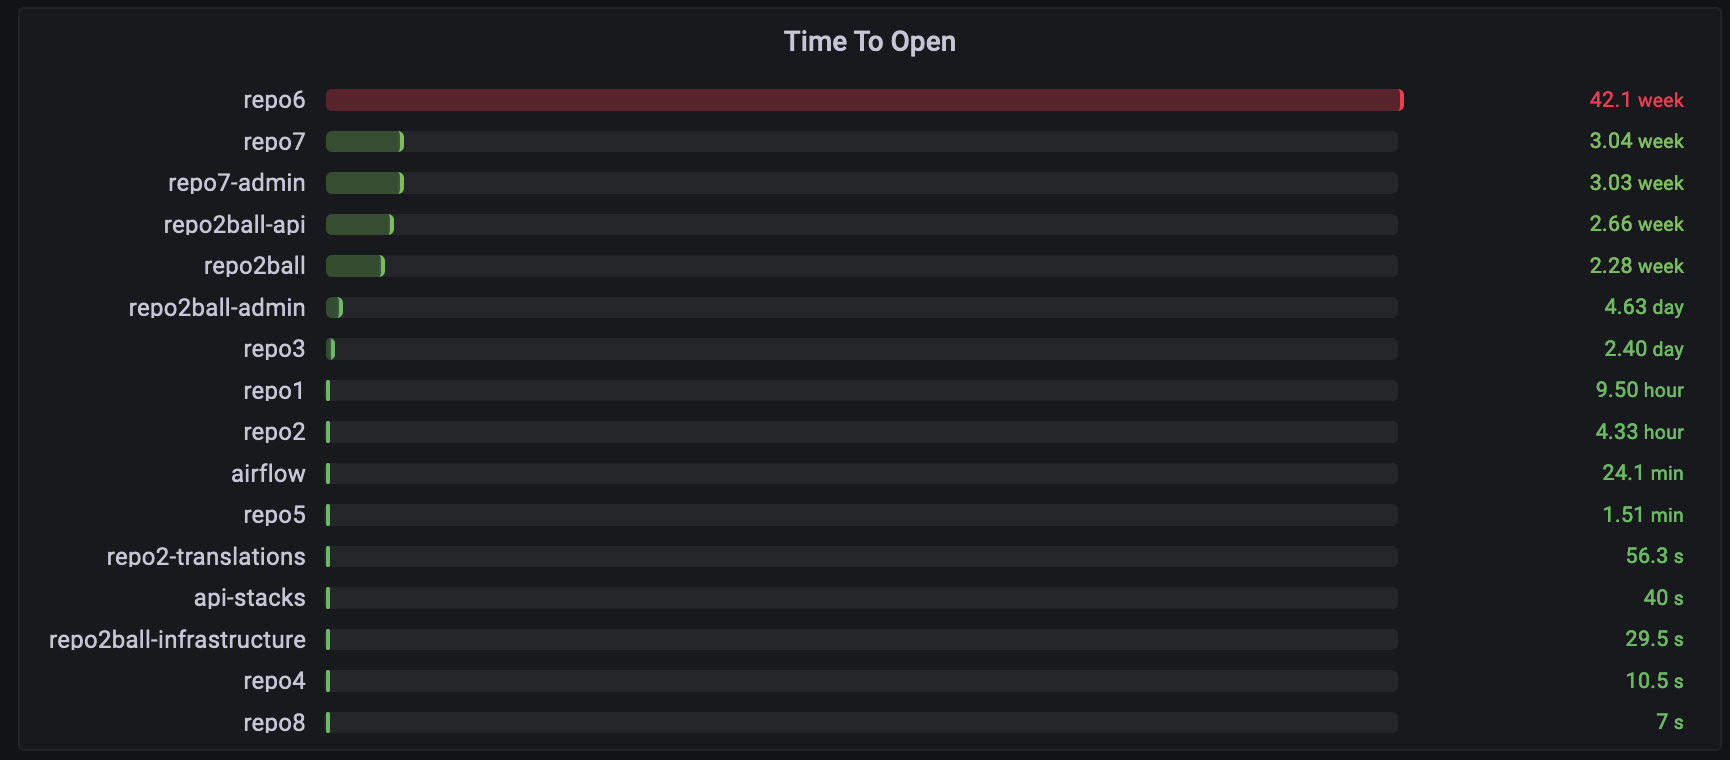 Time To Open
repo6 42.1 week
repo7 3.04 week
repo7-admin 3.03 week
repo2ball-api 2.66 week
repo2ball 2.28 week
repo2ball-admin 4.63 day
repo3 2.40 day
repo1 9.50 hour
repo2 4.33 hour
airflow 24.1 min
repo5 1.51 min
repo2-translations 56.3 s
api-stacks 40 s
repo2ball-infrastructure 29.5 s
repo4 10.5 s
repo8 7 s